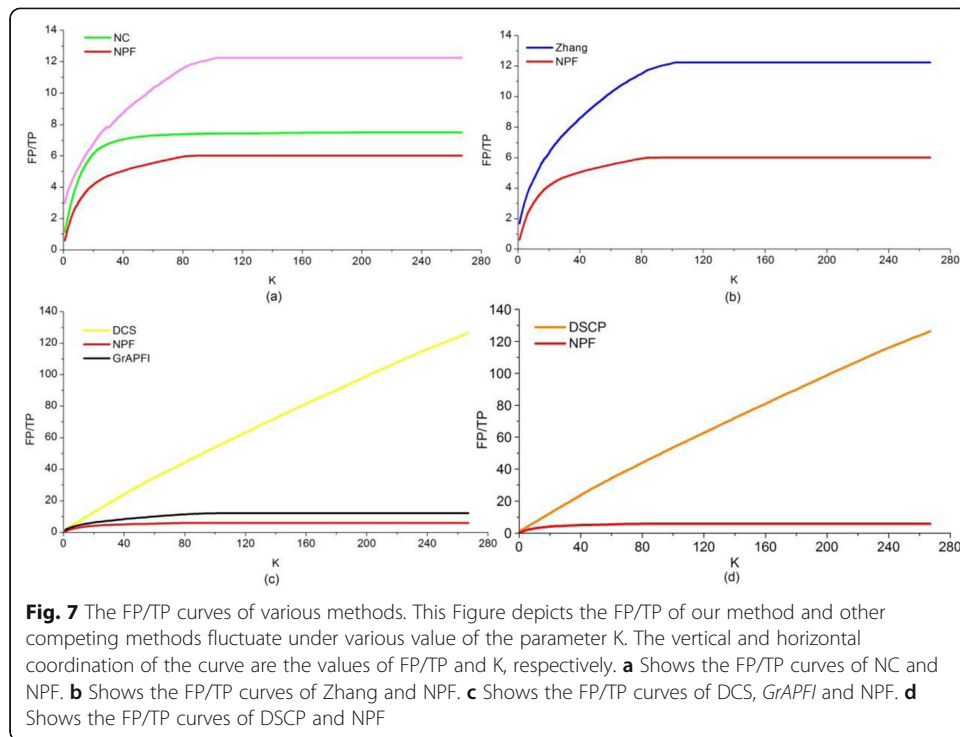 NC
NPF
14
12
10
8
6
4
2
0
FP/TP
0 40 80 120 160 200 240 280
K
(a)
Zhang
NPF
14
12
10
8
6
4
2
0
FP/TP
0 40 80 120 160 200 240 280
K
(b)
DCS
NPF
GrAPFI
140
120
100
80
60
40
20
0
FP/TP
0 40 80 120 160 200 240 280
K
(c)
DSCP
NPF
140
120
100
80
60
40
20
0
FP/TP
0 40 80 120 160 200 240 280
K
(d)
Fig. 7 The FP/TP curves of various methods. This Figure depicts the FP/TP of our method and other
competing methods fluctuate under various value of the parameter K. The vertical and horizontal
coordination of the curve are the values of FP/TP and K, respectively. a Shows the FP/TP curves of NC and
NPF. b Shows the FP/TP curves of Zhang and NPF. c Shows the FP/TP curves of DCS, GrAPFI and NPF. d
Shows the FP/TP curves of DSCP and NPF